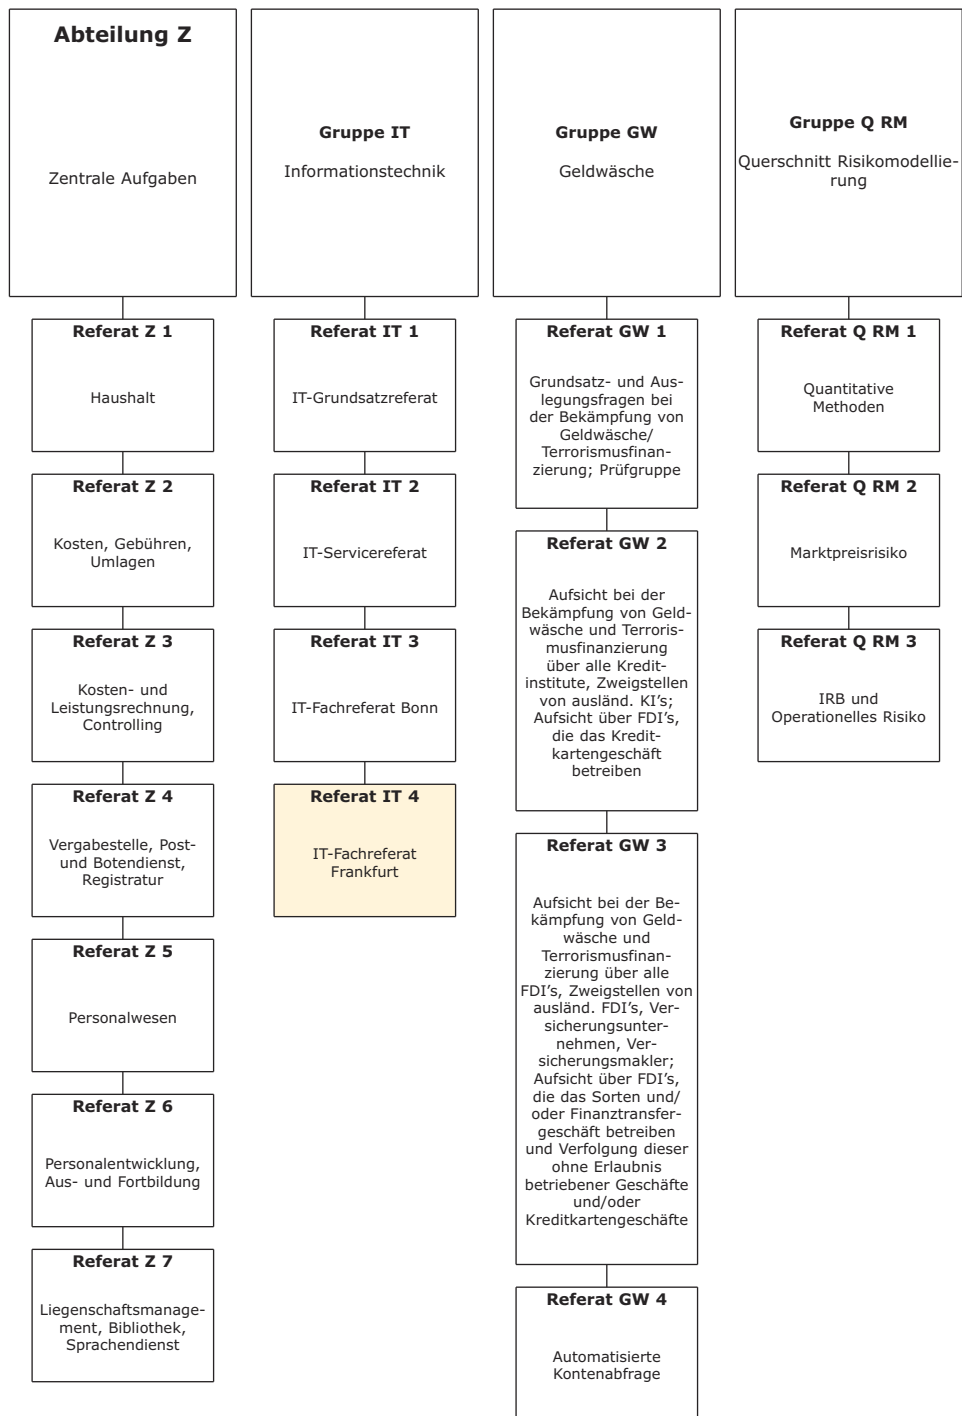 Abteilung Z
Zentrale Aufgaben
Referat Z 1
Haushalt
Referat Z 2
Kosten, Gebühren,
Umlagen
Referat Z 3
Kosten- und
Leistungsrechnung,
Controlling
Referat Z 4
Vergabestelle, Post-
und Botendienst,
Registratur
Referat Z 5
Personalwesen
Referat Z 6
Personalentwicklung,
Aus- und Fortbildung
Referat Z 7
Liegenschaftsmanage-
ment, Bibliothek,
Sprachendienst
Gruppe IT
Informationstechnik
Referat IT 1
IT-Grundsatzreferat
Referat IT 2
IT-Servicereferat
Referat IT 3
IT-Fachreferat Bonn
Referat IT 4
IT-Fachreferat
Frankfurt
Gruppe GW
Geldwäsche
Referat GW 1
Grundsatz- und Aus-
legungsfragen bei
der Bekämpfung von
Geldwäsche/
Terrorismusfinan-
zierung; Prüfgruppe
Referat GW 2
Aufsicht bei der
Bekämpfung von Geld-
wäsche und Terroris-
musfinanzierung
über alle Kredit-
institute, Zweigstellen
von ausländ. KI’s;
Aufsicht über FDI’s,
die das Kredit-
kartengeschäft
betreiben
Referat GW 3
Aufsicht bei der Be-
kämpfung von Geld-
wäsche und
Terrorismusfinan-
zierung über alle
FDI’s, Zweigstellen von
ausländ. FDI’s, Ver-
sicherungsunter-
nehmen, Ver-
sicherungsmakler;
Aufsicht über FDI’s,
die das Sorten und/
oder Finanztransfer-
geschäft betreiben
und Verfolgung dieser
ohne Erlaubnis
betriebener Geschäfte
und/oder
Kreditkartengeschäfte
Referat GW 4
Automatisierte
Kontenabfrage
Gruppe Q RM
Querschnitt Risikomodellie-
rung
Referat Q RM 1
Quantitative
Methoden
Referat Q RM 2
Marktpreisrisiko
Referat Q RM 3
IRB und
Operationelles Risiko